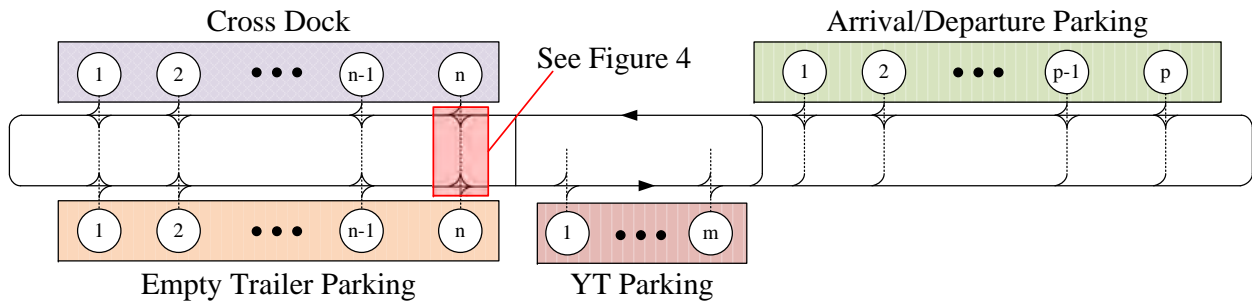 Cross Dock
Arrival/Departure Parking
1 2 ••• n-1 n
See Figure 4
1 2 ••• p-1 p
1 2 ••• n-1 n
1 ••• m
Empty Trailer Parking
YT Parking